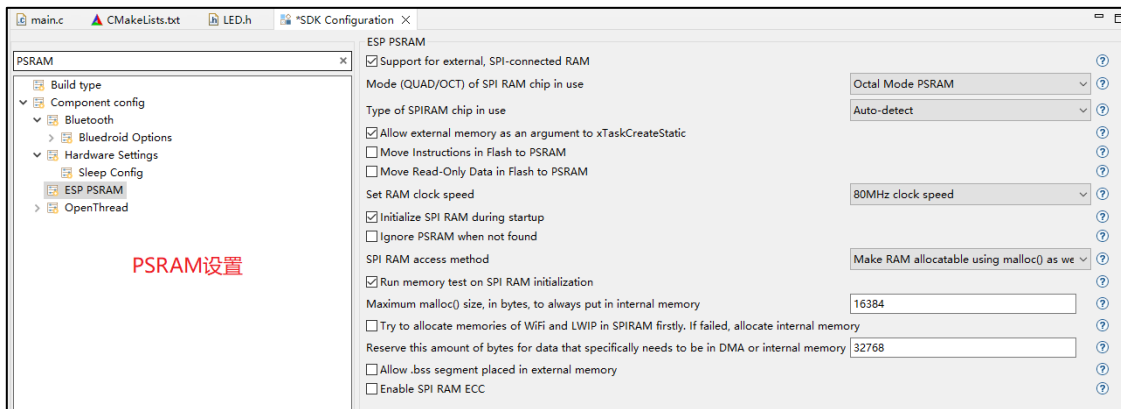 main.c
CMakeLists.txt
LED.h
*SDK Configuration
PSRAM
Build type
Component config
Bluetooth
Bluedroid Options
Hardware Settings
Sleep Config
ESP PSRAM
OpenThread
PSRAM设置
ESP PSRAM
Support for external, SPI-connected RAM
Mode (QUAD/OCT) of SPI RAM chip in use Octal Mode PSRAM
Type of SPIRAM chip in use Auto-detect
Allow external memory as an argument to xTaskCreateStatic
Move Instructions in Flash to PSRAM
Move Read-Only Data in Flash to PSRAM
Set RAM clock speed 80MHz clock speed
Initialize SPI RAM during startup
Ignore PSRAM when not found
SPI RAM access method Make RAM allocatable using malloc() as we
Run memory test on SPI RAM initialization
Maximum malloc() size, in bytes, to always put in internal memory 16384
Try to allocate memories of WiFi and LWIP in SPIRAM firstly. If failed, allocate internal memory
Reserve this amount of bytes for data that specifically needs to be in DMA or internal memory 32768
Allow .bss segment placed in external memory
Enable SPI RAM ECC